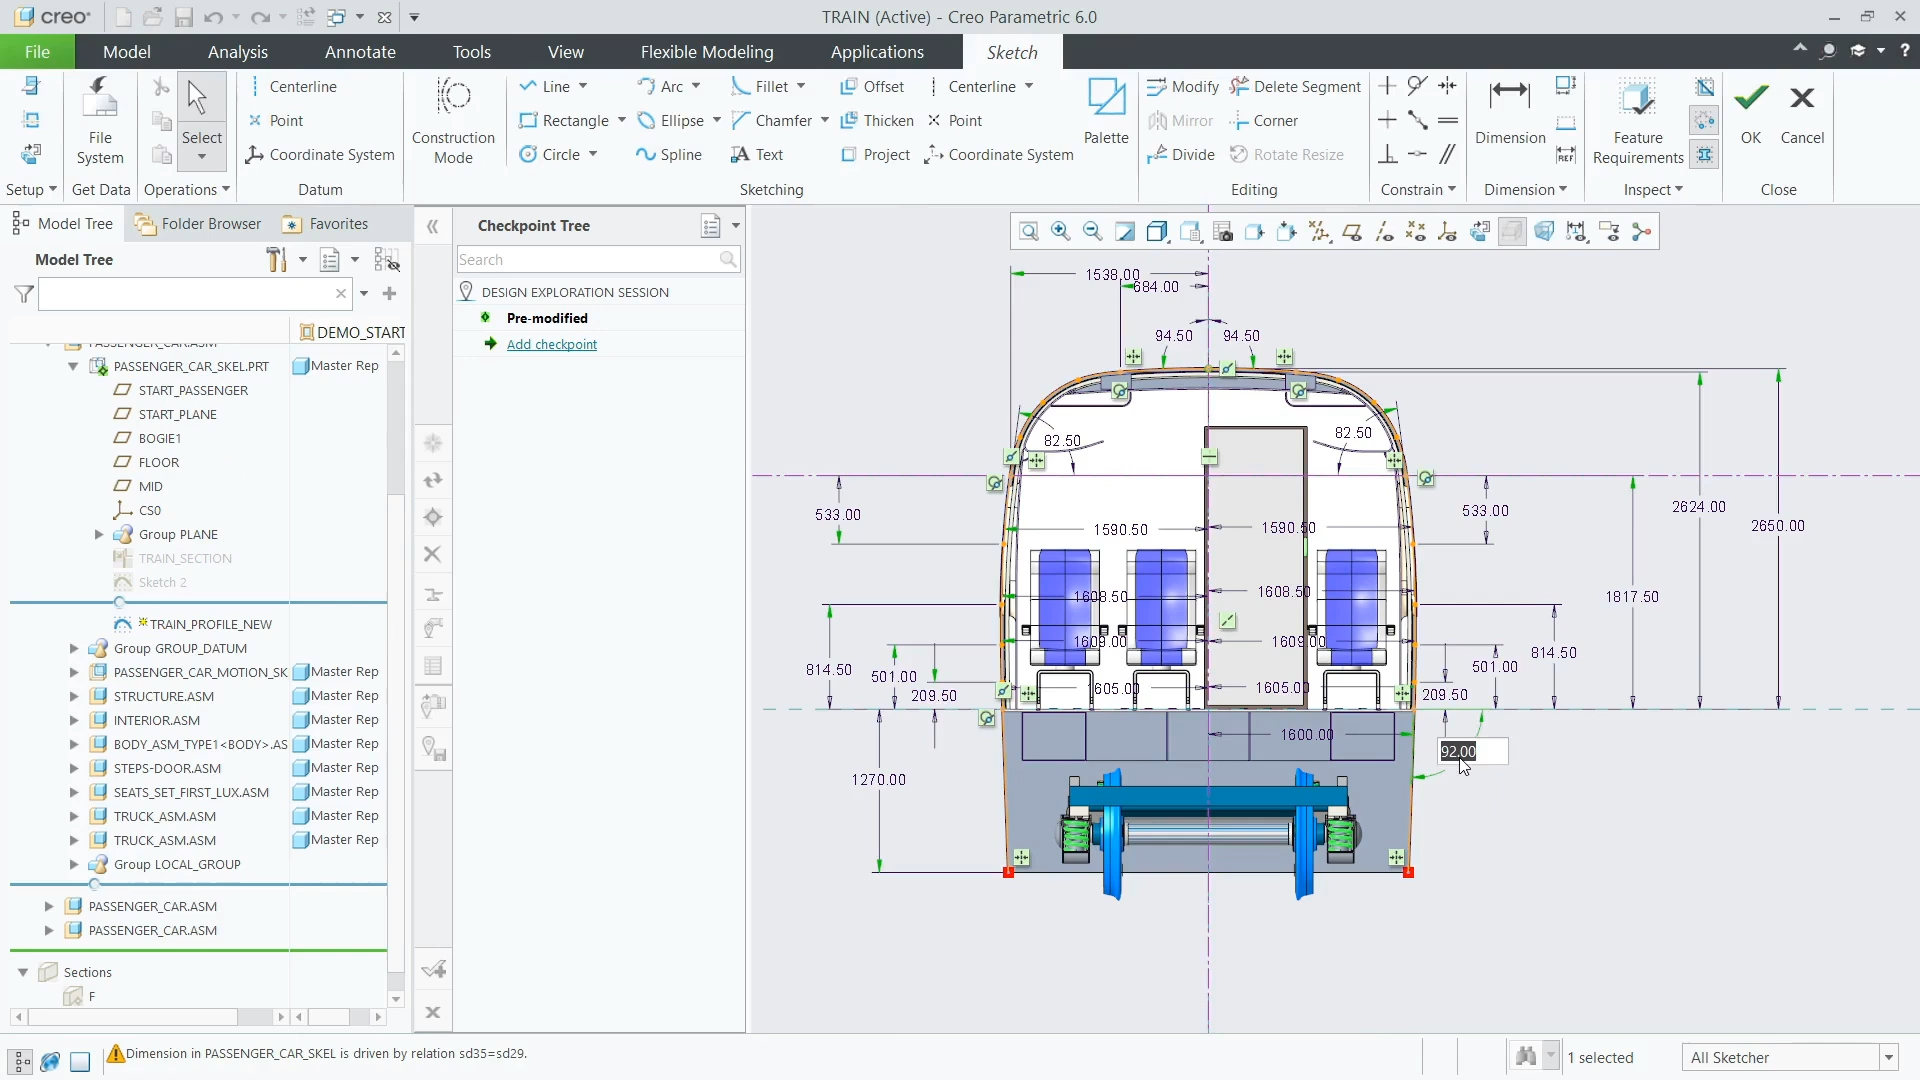 creo
TRAIN (Active) - Creo Parametric 6.0
File
Model
Analysis
Annotate
Tools
View
Flexible Modeling
Applications
Sketch
?
Centerline
Point
Coordinate System
File
System
Select
Construction
Mode
Line
Rectangle
Circle
Arc
Ellipse
Spline
Fillet
Chamfer
Text
Offset
Thicken
Project
Centerline
Point
Coordinate System
Palette
Modify
Mirror
Divide
Delete Segment
Corner
Rotate Resize
Dimension
REF
Feature
Requirements
OK
Cancel
Setup
Get Data
Operations
Datum
Sketching
Editing
Constrain
Dimension
Inspect
Close
Model Tree
Folder Browser
Favorites
Model Tree
DEMO_START
PASSENGER_CAR.ASM
PASSENGER_CAR_SKEL.PRT
Master Rep
START_PASSENGER
START_PLANE
BOGIE1
FLOOR
MID
CS0
Group PLANE
TRAIN_SECTION
Sketch 2
TRAIN_PROFILE_NEW
Group GROUP_DATUM
PASSENGER_CAR_MOTION_SK
Master Rep
STRUCTURE.ASM
Master Rep
INTERIOR.ASM
Master Rep
BODY_ASM_TYPE1<BODY>.AS
Master Rep
STEPS-DOOR.ASM
Master Rep
SEATS_SET_FIRST_LUX.ASM
Master Rep
TRUCK_ASM.ASM
Master Rep
TRUCK_ASM.ASM
Master Rep
Group LOCAL_GROUP
PASSENGER_CAR.ASM
PASSENGER_CAR.ASM
Sections
F
Checkpoint Tree
Search
DESIGN EXPLORATION SESSION
Pre-modified
Add checkpoint
1538.00
684.00
94.50
94.50
82.50
82.50
533.00
533.00
2624.00
2650.00
1590.50
1590.50
1608.50
1608.50
1817.50
1609.00
1609.00
814.50
501.00
209.50
1605.00
1605.00
209.50
501.00
814.50
1600.00
92.00
1270.00
Dimension in PASSENGER_CAR_SKEL is driven by relation sd35=sd29.
1 selected
All Sketcher